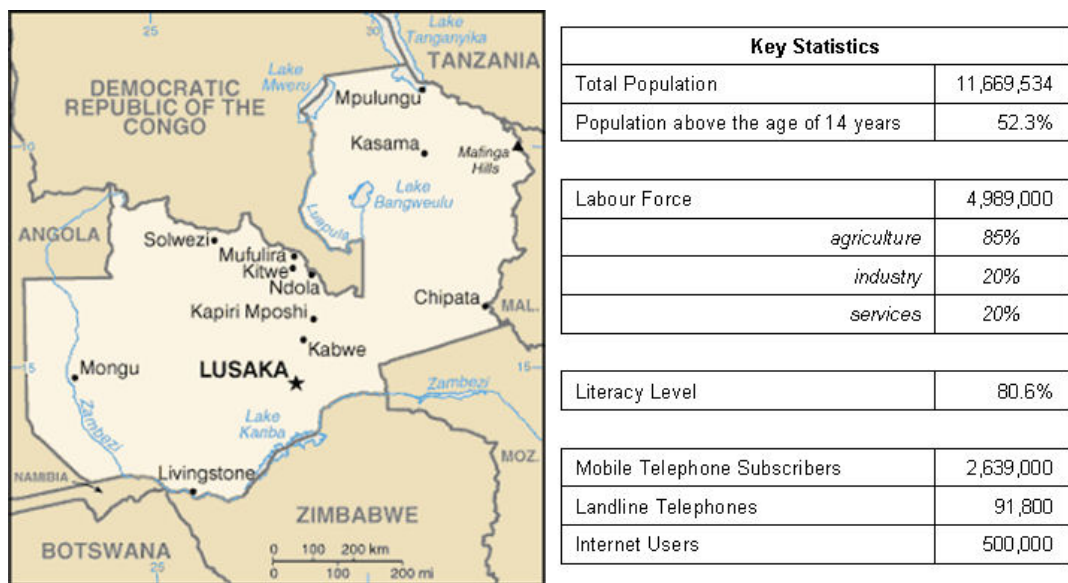 25
30
Lake
Tanganyika
TANZANIA
Lake
Mweru
DEMOCRATIC
REPUBLIC OF THE
CONGO
Mpulungu
10
Kasama
Mafinga
Hills
10
Lake
Bangweulu
Luapula
ANGOLA
Solwezi
Mufulira
Kitwe
Ndola
Chipata
MAL.
Kapiri Mposhi
Kabwe
15
Mongu
LUSAKA
15
Zambezi
Zambezi
Lake
Kariba
MOZ.
NAMIBIA
Livingstone
ZIMBABWE
BOTSWANA
0 100 200 km
0 100 200 mi
25
30
Key Statistics
Total Population 11,669,534
Population above the age of 14 years 52.3%
Labour Force 4,989,000
agriculture 85%
industry 20%
services 20%
Literacy Level 80.6%
Mobile Telephone Subscribers 2,639,000
Landline Telephones 91,800
Internet Users 500,000